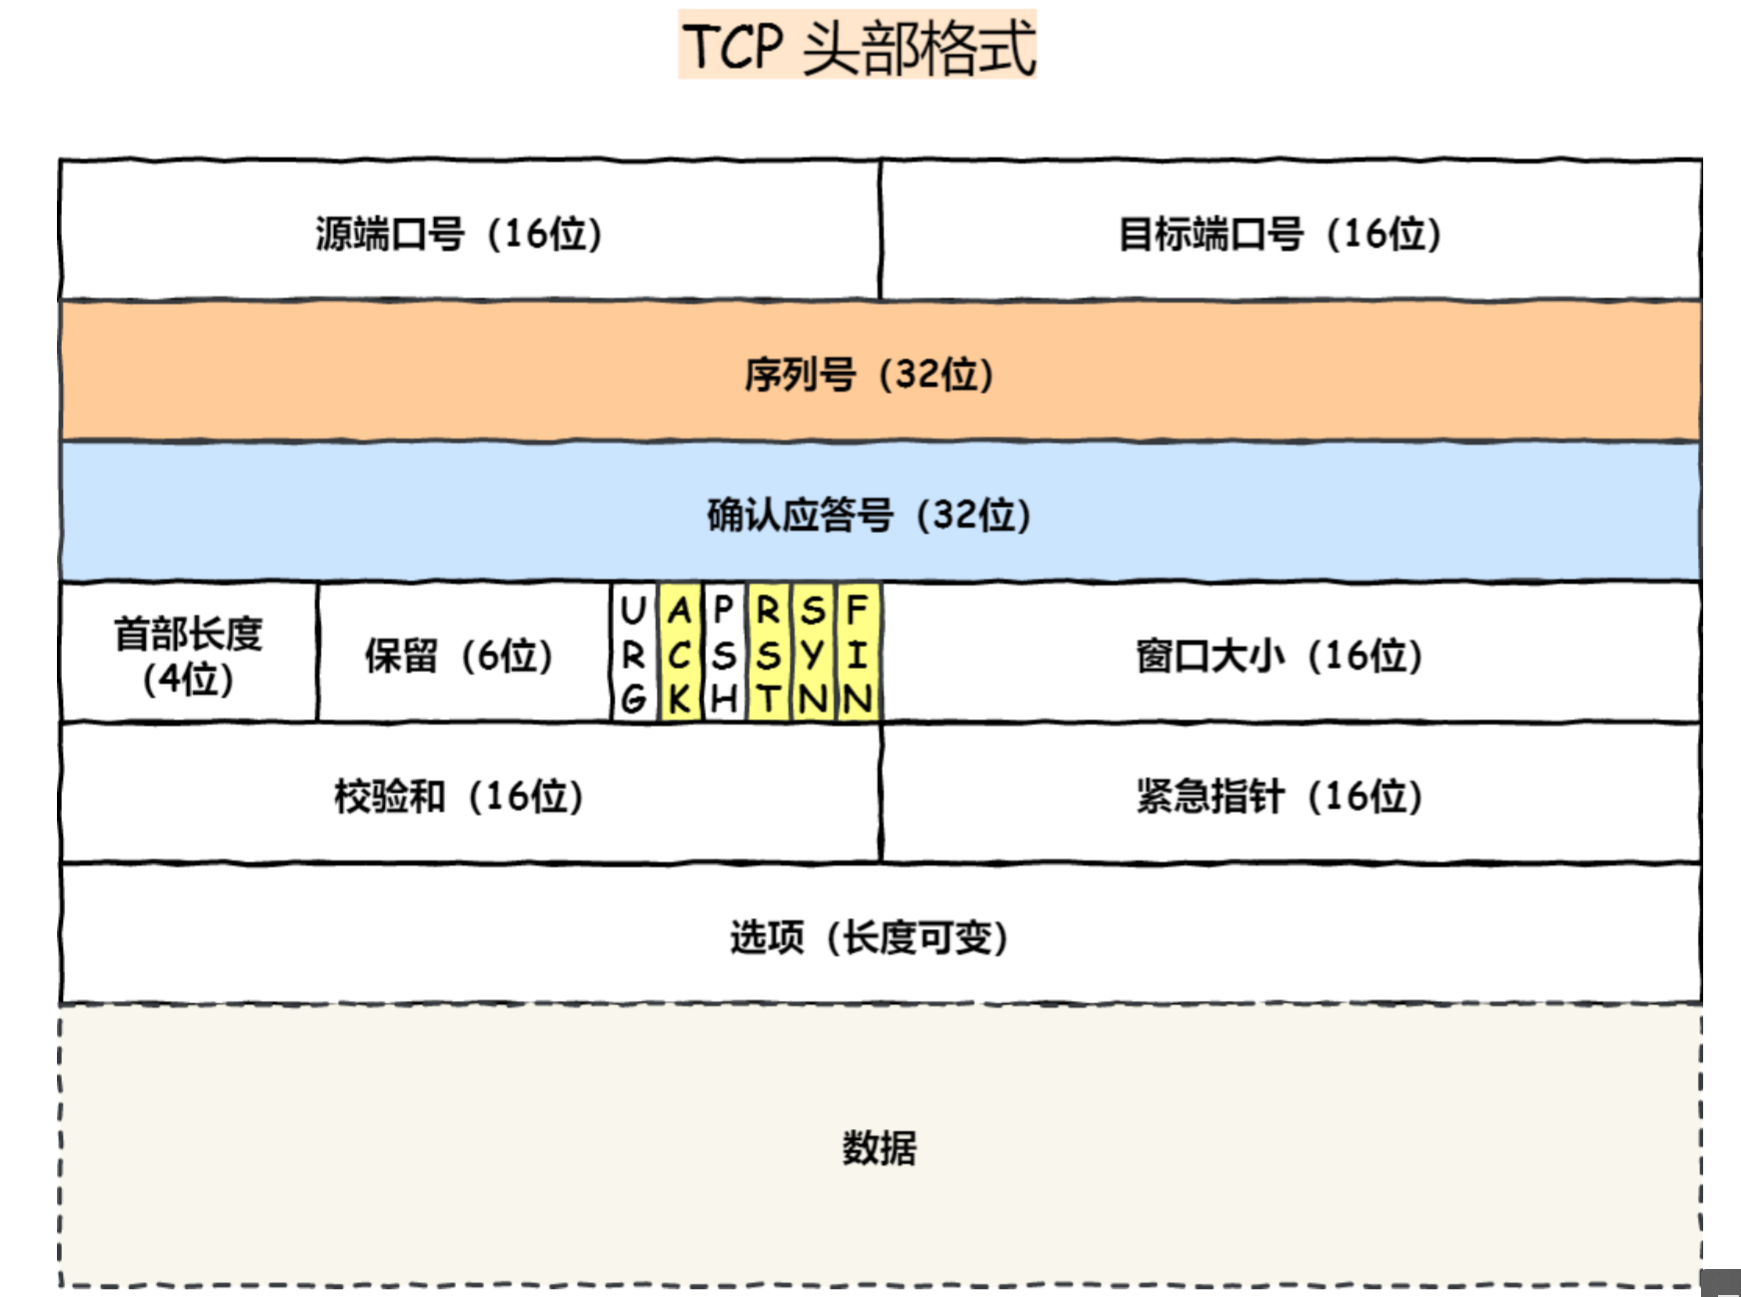 TCP 头部格式
源端口号（16位）
目标端口号（16位）
序列号（32位）
确认应答号（32位）
首部长度
（4位）
保留（6位）
URG
ACK
PSH
RST
SYN
FIN
窗口大小（16位）
校验和（16位）
紧急指针（16位）
选项（长度可变）
数据